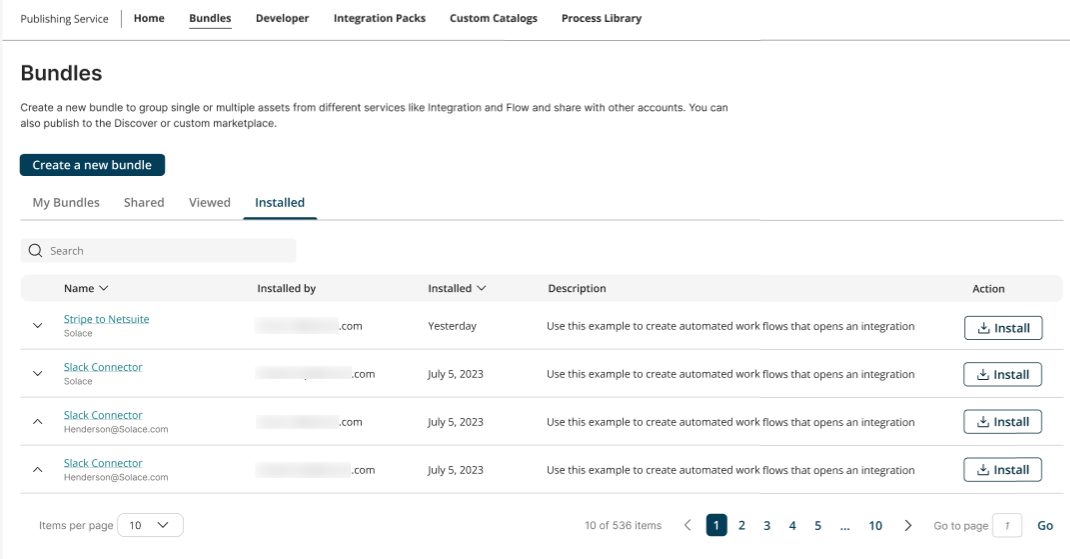 Publishing Service Home Bundles Developer Integration Packs Custom Catalogs Process Library
Bundles
Create a new bundle to group single or multiple assets from different services like Integration and Flow and share with other accounts. You can
also publish to the Discover or custom marketplace.
Create a new bundle
My Bundles Shared Viewed Installed
Search
Name Installed by Installed Description Action
Stripe to Netsuite .com Yesterday Use this example to create automated work flows that opens an integration Install
Solace
Slack Connector .com July 5, 2023 Use this example to create automated work flows that opens an integration Install
Solace
Slack Connector .com July 5, 2023 Use this example to create automated work flows that opens an integration Install
Henderson@Solace.com
Slack Connector .com July 5, 2023 Use this example to create automated work flows that opens an integration Install
Henderson@Solace.com
Items per page 10 10 of 536 items 1 2 3 4 5 ... 10 Go to page 1 Go